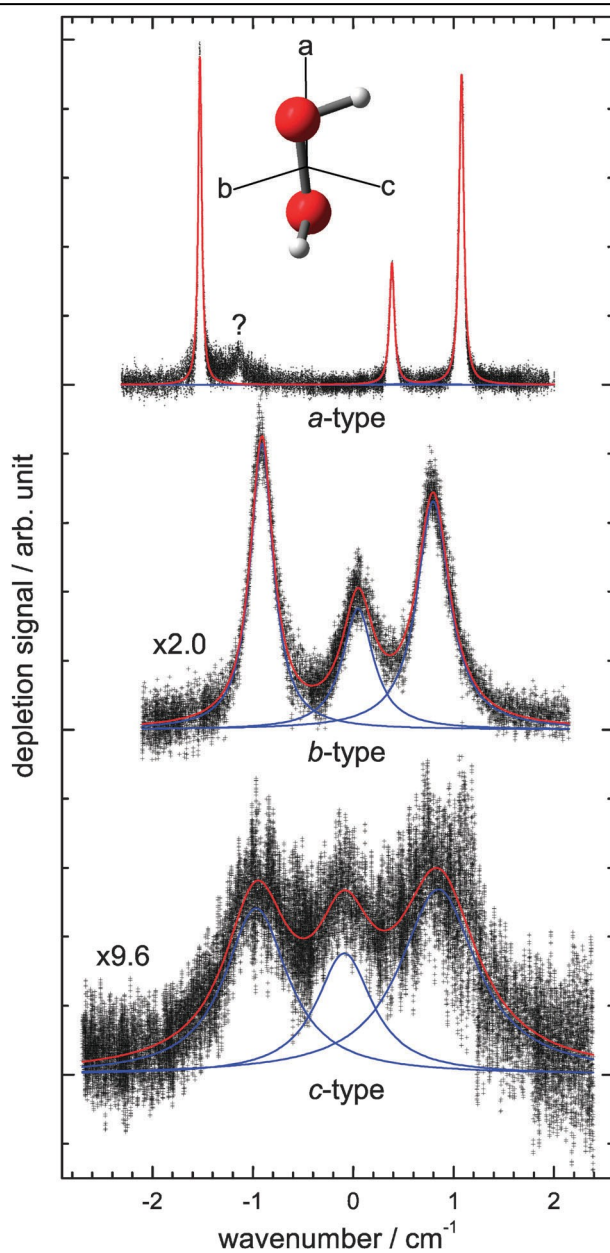 a
b
c
?
a-type
x2.0
b-type
x9.6
c-type
-2 -1 0 1 2
wavenumber / cm-1
depletion signal / arb. unit